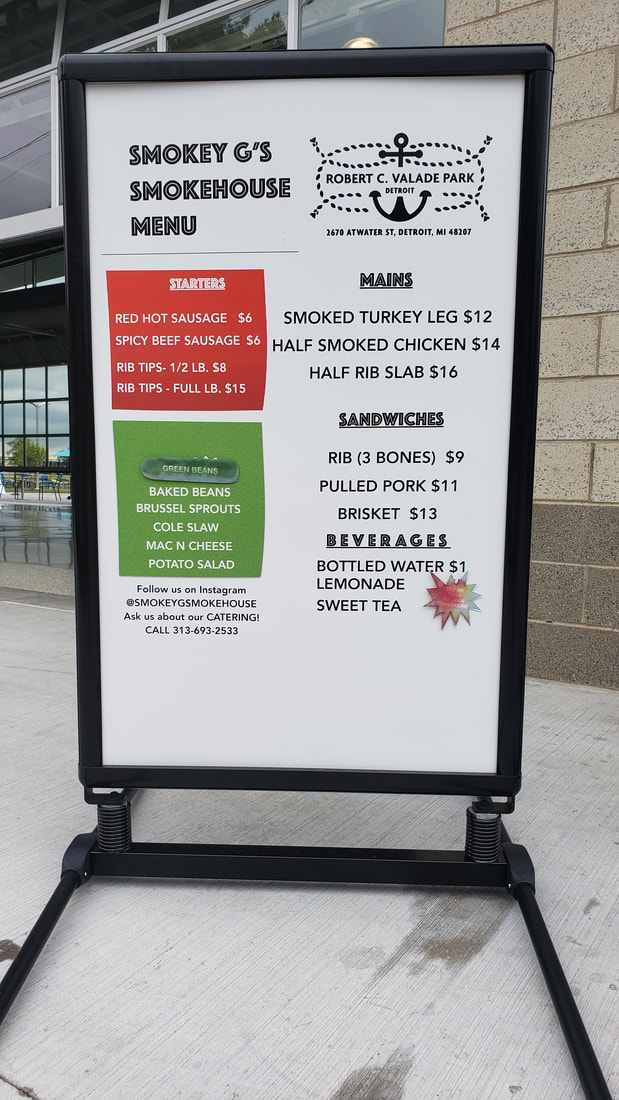 SMOKEY G'S
SMOKEHOUSE
MENU
ROBERT C. VALADE PARK
DETROIT
2670 ATWATER ST, DETROIT, MI 48207
STARTERS
RED HOT SAUSAGE $6
SPICY BEEF SAUSAGE $6
RIB TIPS- 1/2 LB. $8
RIB TIPS - FULL LB. $15
GREEN BEANS
BAKED BEANS
BRUSSEL SPROUTS
COLE SLAW
MAC N CHEESE
POTATO SALAD
Follow us on Instagram
@SMOKEYGSMOKEHOUSE
Ask us about our CATERING!
CALL 313-693-2533
MAINS
SMOKED TURKEY LEG $12
HALF SMOKED CHICKEN $14
HALF RIB SLAB $16
SANDWICHES
RIB (3 BONES) $9
PULLED PORK $11
BRISKET $13
BEVERAGES
BOTTLED WATER $1
LEMONADE
SWEET TEA